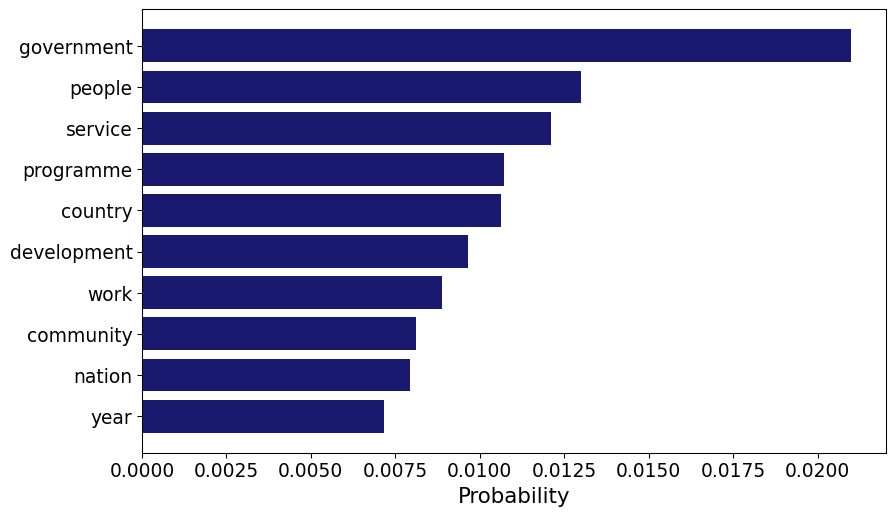 government
people
service
programme
country
development
work
community
nation
year
0.0000 0.0025 0.0050 0.0075 0.0100 0.0125 0.0150 0.0175 0.0200
Probability